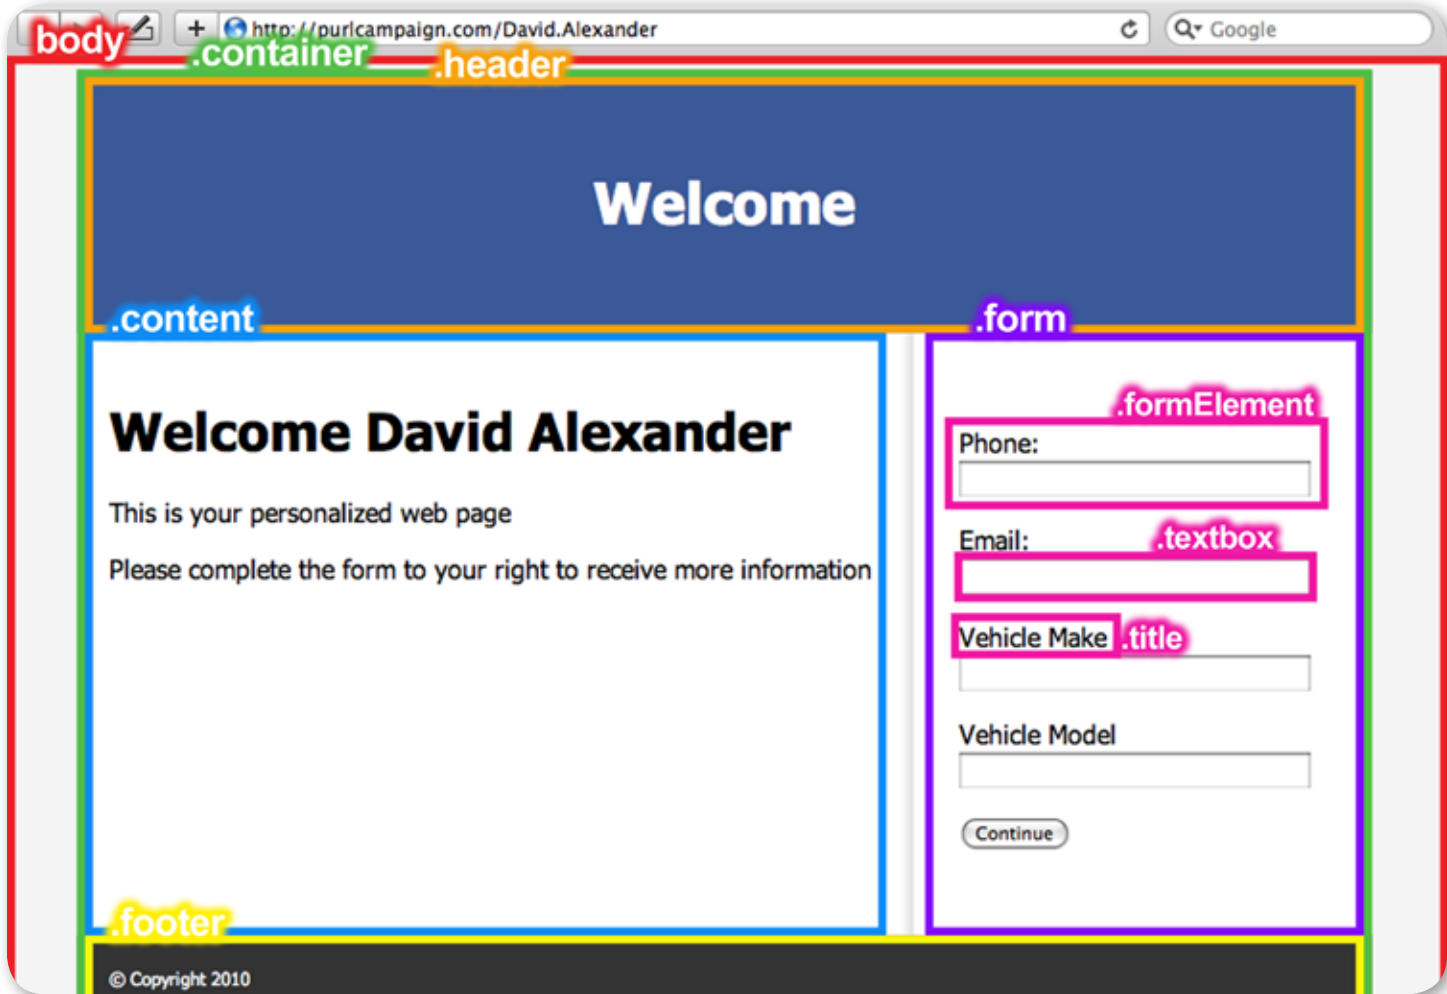 http://purlcampaign.com/David.Alexander
Google
body
.container
.header
Welcome
.content
.form
Welcome David Alexander
This is your personalized web page
Please complete the form to your right to receive more information
.formElement
Phone:
Email:
.textbox
Vehicle Make
.title
Vehicle Model
Continue
.footer
© Copyright 2010